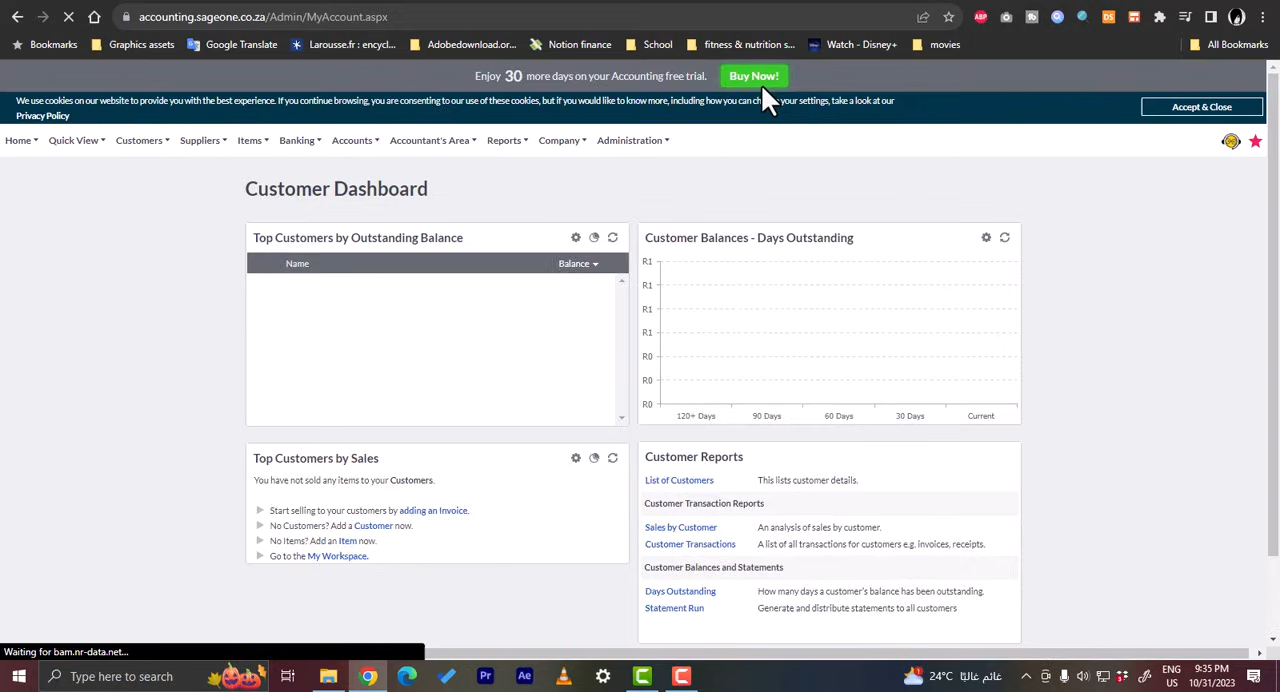 accounting.sageone.co.za/Admin/MyAccount.aspx
Bookmarks Graphics assets Google Translate Larousse.fr : encycl... Adobedownload.or... Notion finance School fitness & nutrition s... Watch - Disney+ movies All Bookmarks
Enjoy 30 more days on your Accounting free trial. Buy Now!
We use cookies on our website to provide you with the best experience. If you continue browsing, you are consenting to our use of these cookies, but if you would like to know more, including how you can your settings, take a look at our
Privacy Policy
Accept & Close
Home Quick View Customers Suppliers Items Banking Accounts Accountant's Area Reports Company Administration
Customer Dashboard
Top Customers by Outstanding Balance
Name Balance
Customer Balances - Days Outstanding
R1
R1
R1
R1
R0
R0
R0
120+ Days 90 Days 60 Days 30 Days Current
Top Customers by Sales
You have not sold any items to your Customers.
Start selling to your customers by adding an Invoice.
No Customers? Add a Customer now.
No Items? Add an Item now.
Go to the My Workspace.
Customer Reports
List of Customers This lists customer details.
Customer Transaction Reports
Sales by Customer An analysis of sales by customer.
Customer Transactions A list of all transactions for customers e.g. invoices, receipts.
Customer Balances and Statements
Days Outstanding How many days a customer's balance has been outstanding.
Statement Run Generate and distribute statements to all customers
Waiting for bam.nr-data.net...
Type here to search
Pr Ae
24°C غائم غالبًا
ENG
US
9:35 PM
10/31/2023